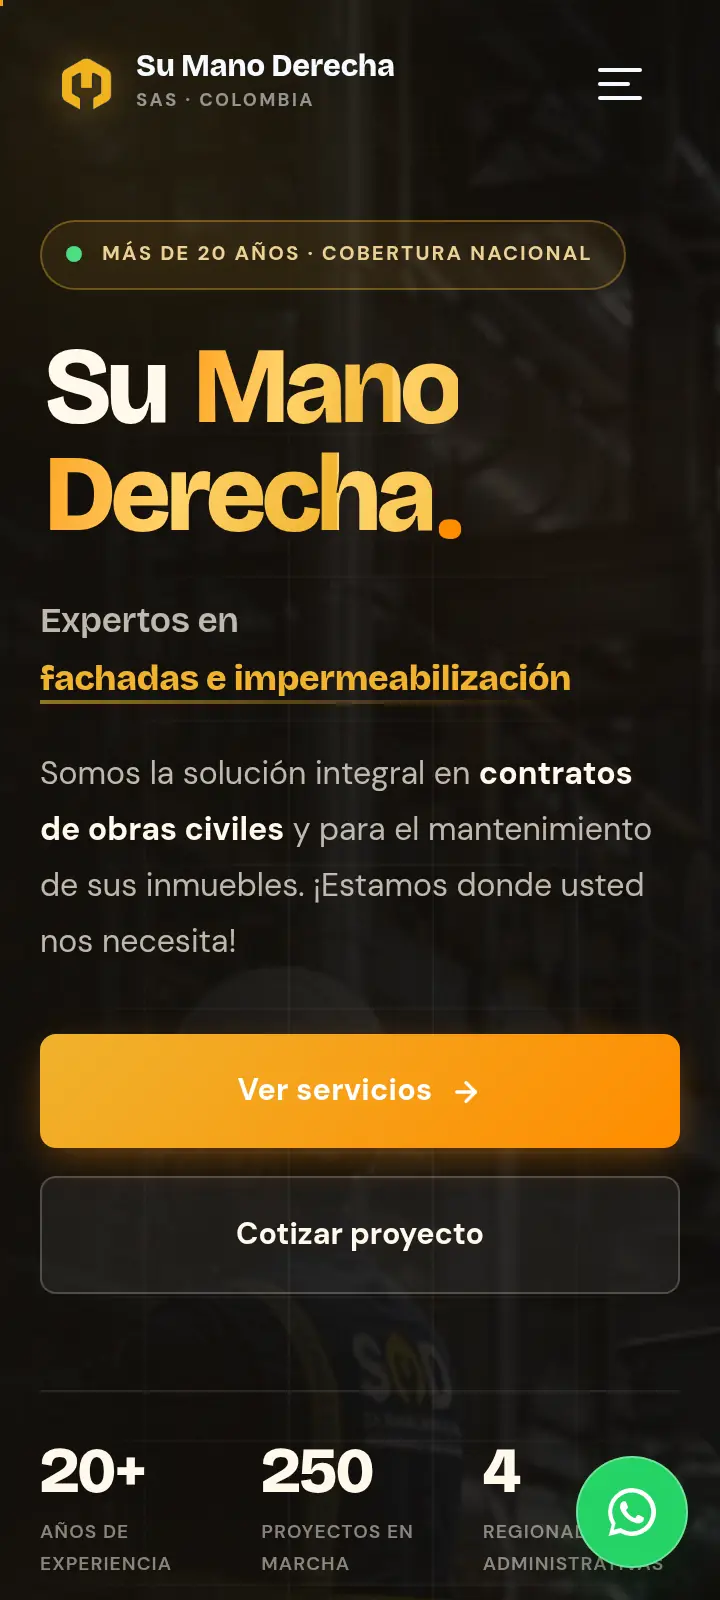 Su Mano Derecha
SAS · COLOMBIA
MÁS DE 20 AÑOS · COBERTURA NACIONAL
Su Mano
Derecha.
Expertos en
fachadas e impermeabilización
Somos la solución integral en contratos
de obras civiles y para el mantenimiento
de sus inmuebles. ¡Estamos donde usted
nos necesita!
Ver servicios →
Cotizar proyecto
SMD
20+
AÑOS DE
EXPERIENCIA
250
PROYECTOS EN
MARCHA
4
ADMINISTRATIVAS